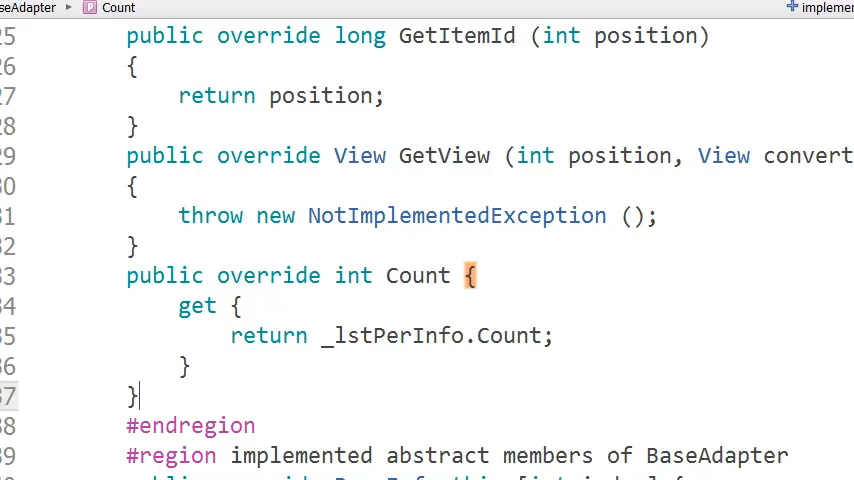 seAdapter ▸ P Count + implemen
25 public override long GetItemId (int position)
26 {
27 return position;
28 }
29 public override View GetView (int position, View convert
30 {
31 throw new NotImplementedException ();
32 }
33 public override int Count {
34 get {
35 return _lstPerInfo.Count;
36 }
37 }
38 #endregion
39 #region implemented abstract members of BaseAdapter